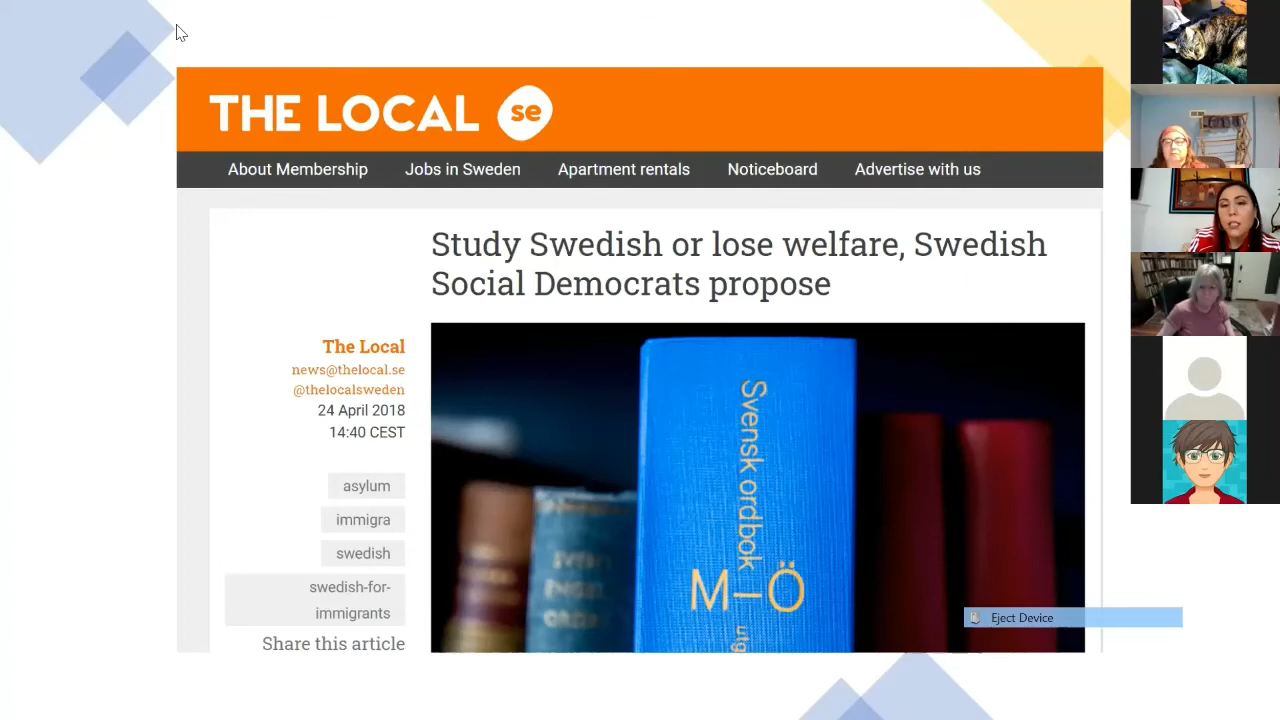 THE LOCAL se
About Membership Jobs in Sweden Apartment rentals Noticeboard Advertise with us
Study Swedish or lose welfare, Swedish
Social Democrats propose
The Local
news@thelocal.se
@thelocalsweden
24 April 2018
14:40 CEST
asylum
immigra
swedish
swedish-for-
immigrants
Share this article
Svensk ordbok
M–Ö
utg
Eject Device